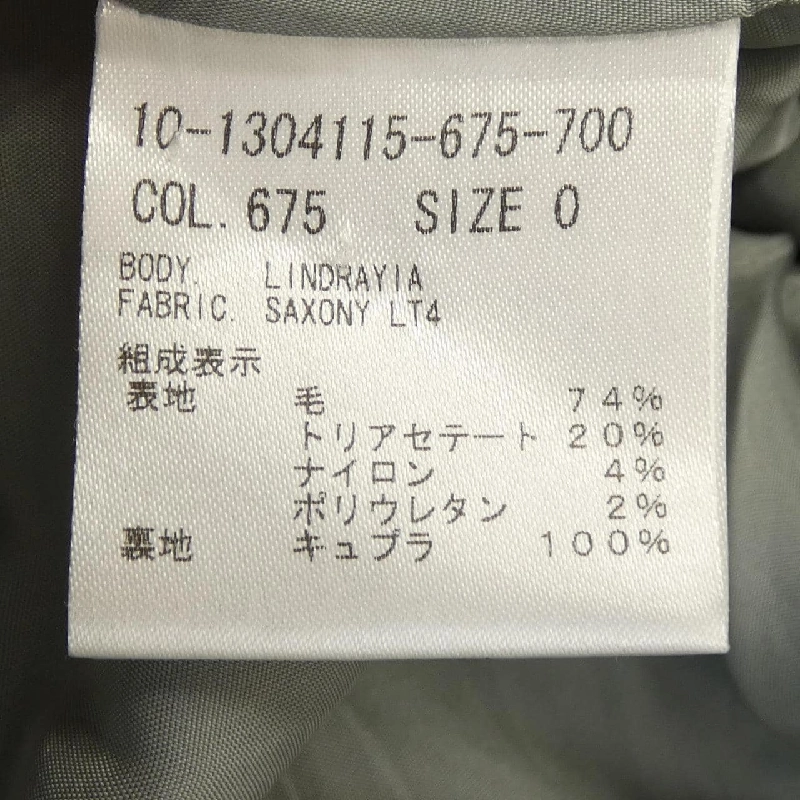 10-1304115-675-700
COL. 675 SIZE 0
BODY. LINDRAYIA
FABRIC. SAXONY LT4
組成表示
表地 毛 74%
トリアセテート 20%
ナイロン 4%
ポリウレタン 2%
裏地 キュプラ 100%